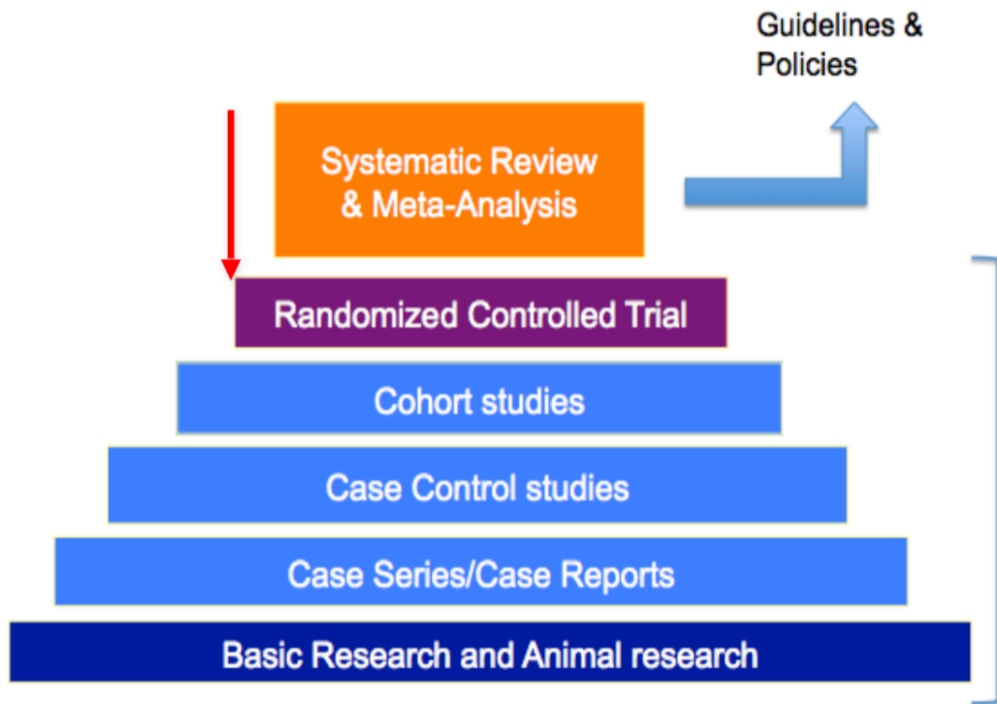 Guidelines &
Policies
Systematic Review
& Meta-Analysis
Randomized Controlled Trial
Cohort studies
Case Control studies
Case Series/Case Reports
Basic Research and Animal research